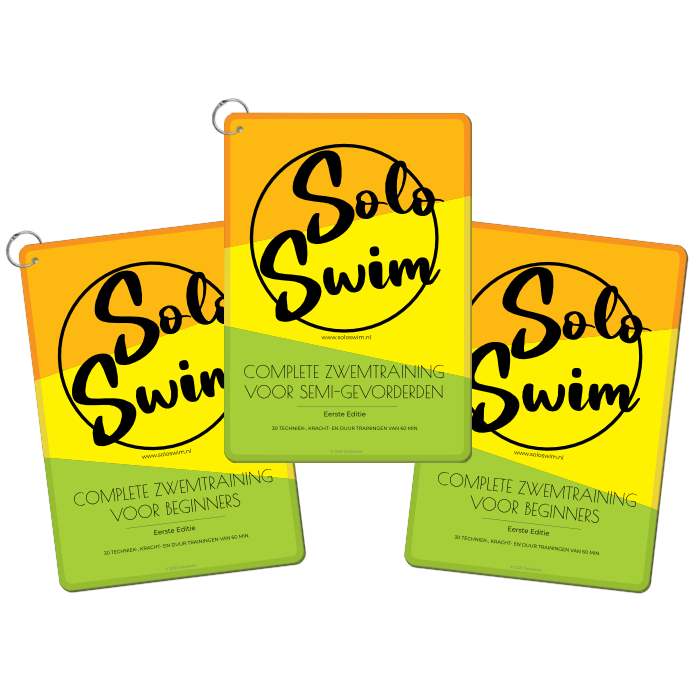 Solo
Swim
www.soloswim.nl
COMPLETE ZWEMTRAINING
VOOR BEGINNERS
Eerste Editie
30 TECHNIEK-, KRACHT- EN DUUR TRAININGEN VAN 60 MIN.
Solo
Swim
www.soloswim.nl
COMPLETE ZWEMTRAINING
VOOR SEMI-GEVORDERDEN
Eerste Editie
30 TECHNIEK-, KRACHT- EN DUUR TRAININGEN VAN 60 MIN.
Solo
Swim
www.soloswim.nl
COMPLETE ZWEMTRAINING
VOOR BEGINNERS
Eerste Editie
30 TECHNIEK-, KRACHT- EN DUUR TRAININGEN VAN 60 MIN.